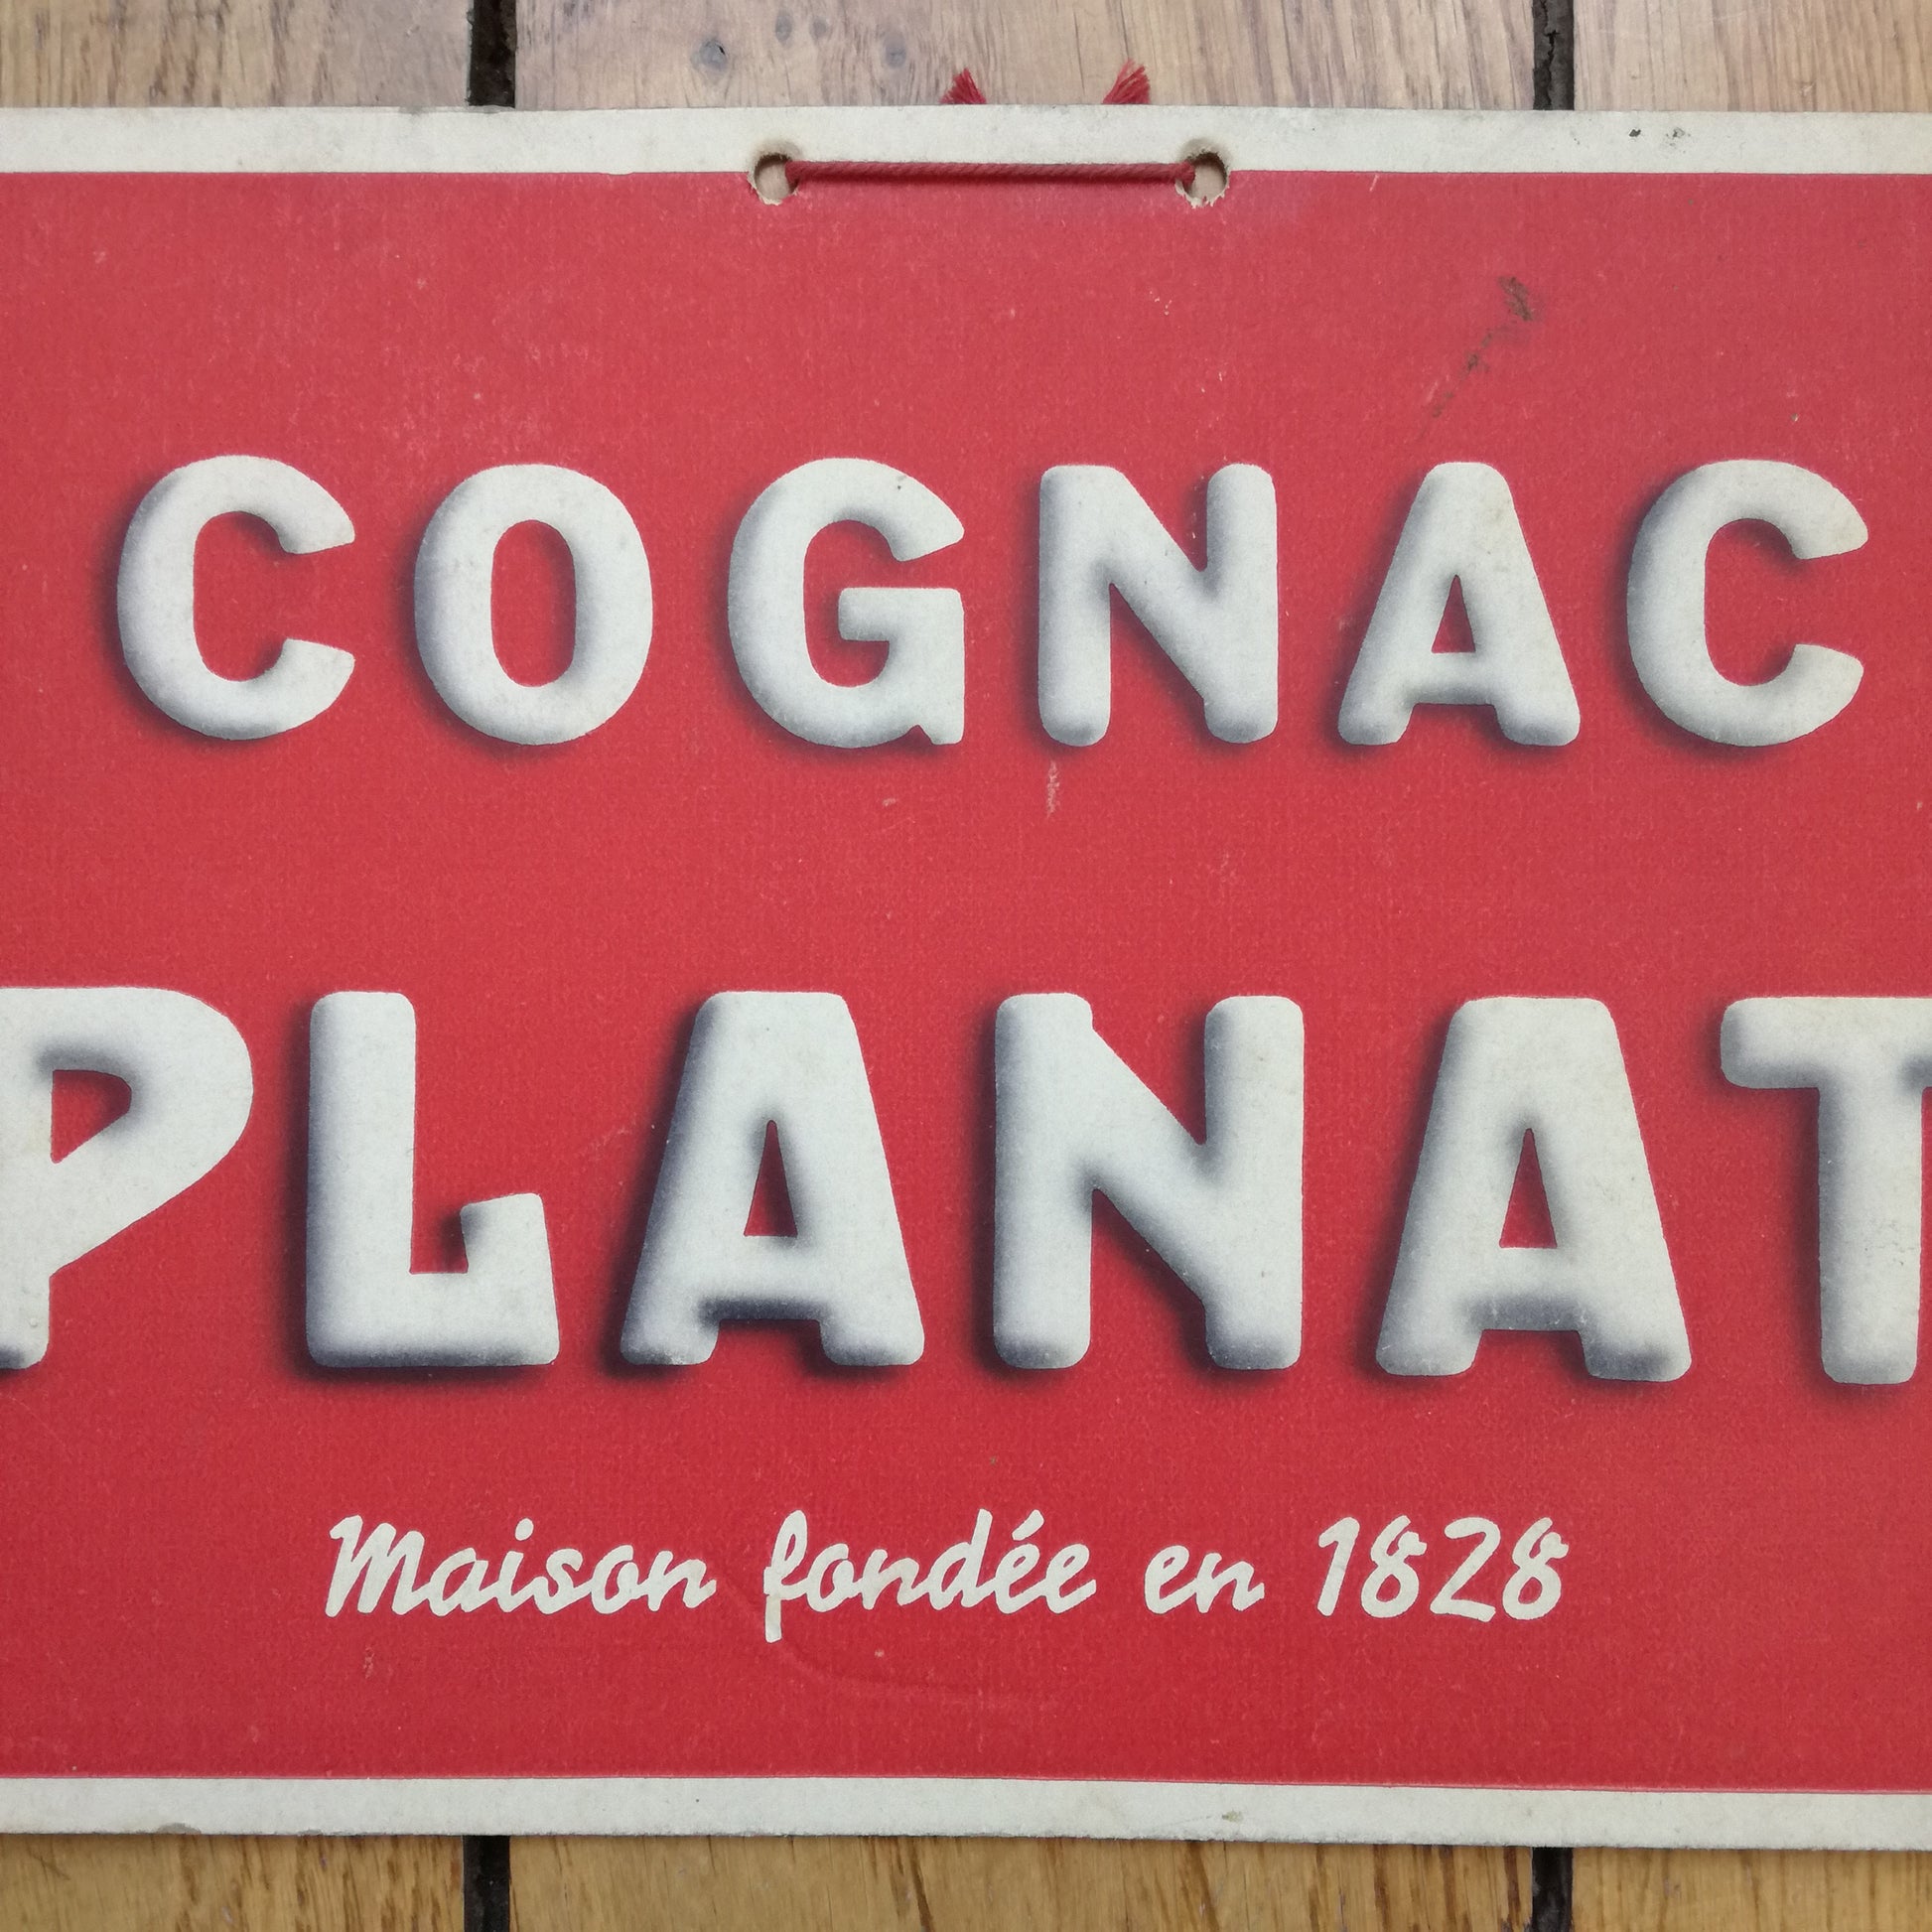 COGNAC
PLANAT
Maison fondée en 1828